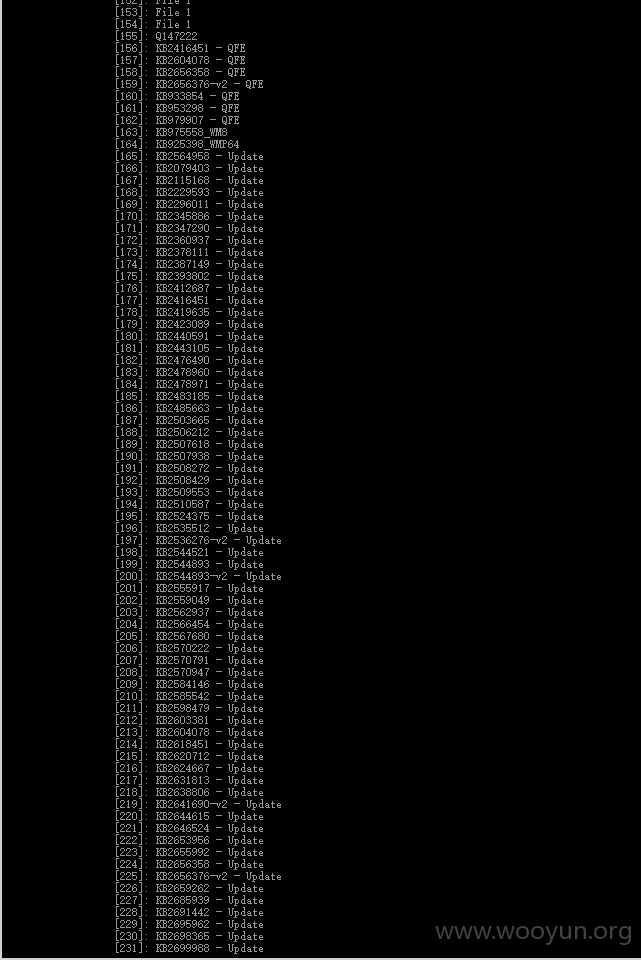 [152]: File 1
[153]: File 1
[154]: File 1
[155]: Q147222
[156]: KB2416451 - QFE
[157]: KB2604078 - QFE
[158]: KB2656358 - QFE
[159]: KB2656376-v2 - QFE
[160]: KB933854 - QFE
[161]: KB953298 - QFE
[162]: KB979907 - QFE
[163]: KB975558_WM8
[164]: KB925398_WMP64
[165]: KB2564958 - Update
[166]: KB2079403 - Update
[167]: KB2115168 - Update
[168]: KB2229593 - Update
[169]: KB2296011 - Update
[170]: KB2345886 - Update
[171]: KB2347290 - Update
[172]: KB2360937 - Update
[173]: KB2378111 - Update
[174]: KB2387149 - Update
[175]: KB2393802 - Update
[176]: KB2412687 - Update
[177]: KB2416451 - Update
[178]: KB2419635 - Update
[179]: KB2423089 - Update
[180]: KB2440591 - Update
[181]: KB2443105 - Update
[182]: KB2476490 - Update
[183]: KB2478960 - Update
[184]: KB2478971 - Update
[185]: KB2483185 - Update
[186]: KB2485663 - Update
[187]: KB2503665 - Update
[188]: KB2506212 - Update
[189]: KB2507618 - Update
[190]: KB2507938 - Update
[191]: KB2508272 - Update
[192]: KB2508429 - Update
[193]: KB2509553 - Update
[194]: KB2510587 - Update
[195]: KB2524375 - Update
[196]: KB2535512 - Update
[197]: KB2536276-v2 - Update
[198]: KB2544521 - Update
[199]: KB2544893 - Update
[200]: KB2544893-v2 - Update
[201]: KB2555917 - Update
[202]: KB2559049 - Update
[203]: KB2562937 - Update
[204]: KB2566454 - Update
[205]: KB2567680 - Update
[206]: KB2570222 - Update
[207]: KB2570791 - Update
[208]: KB2570947 - Update
[209]: KB2584146 - Update
[210]: KB2585542 - Update
[211]: KB2598479 - Update
[212]: KB2603381 - Update
[213]: KB2604078 - Update
[214]: KB2618451 - Update
[215]: KB2620712 - Update
[216]: KB2624667 - Update
[217]: KB2631813 - Update
[218]: KB2638806 - Update
[219]: KB2641690-v2 - Update
[220]: KB2644615 - Update
[221]: KB2646524 - Update
[222]: KB2653956 - Update
[223]: KB2655992 - Update
[224]: KB2656358 - Update
[225]: KB2656376-v2 - Update
[226]: KB2659262 - Update
[227]: KB2685939 - Update
[228]: KB2691442 - Update
[229]: KB2695962 - Update
[230]: KB2698365 - Update
[231]: KB2699988 - Update
www.wooyun.org